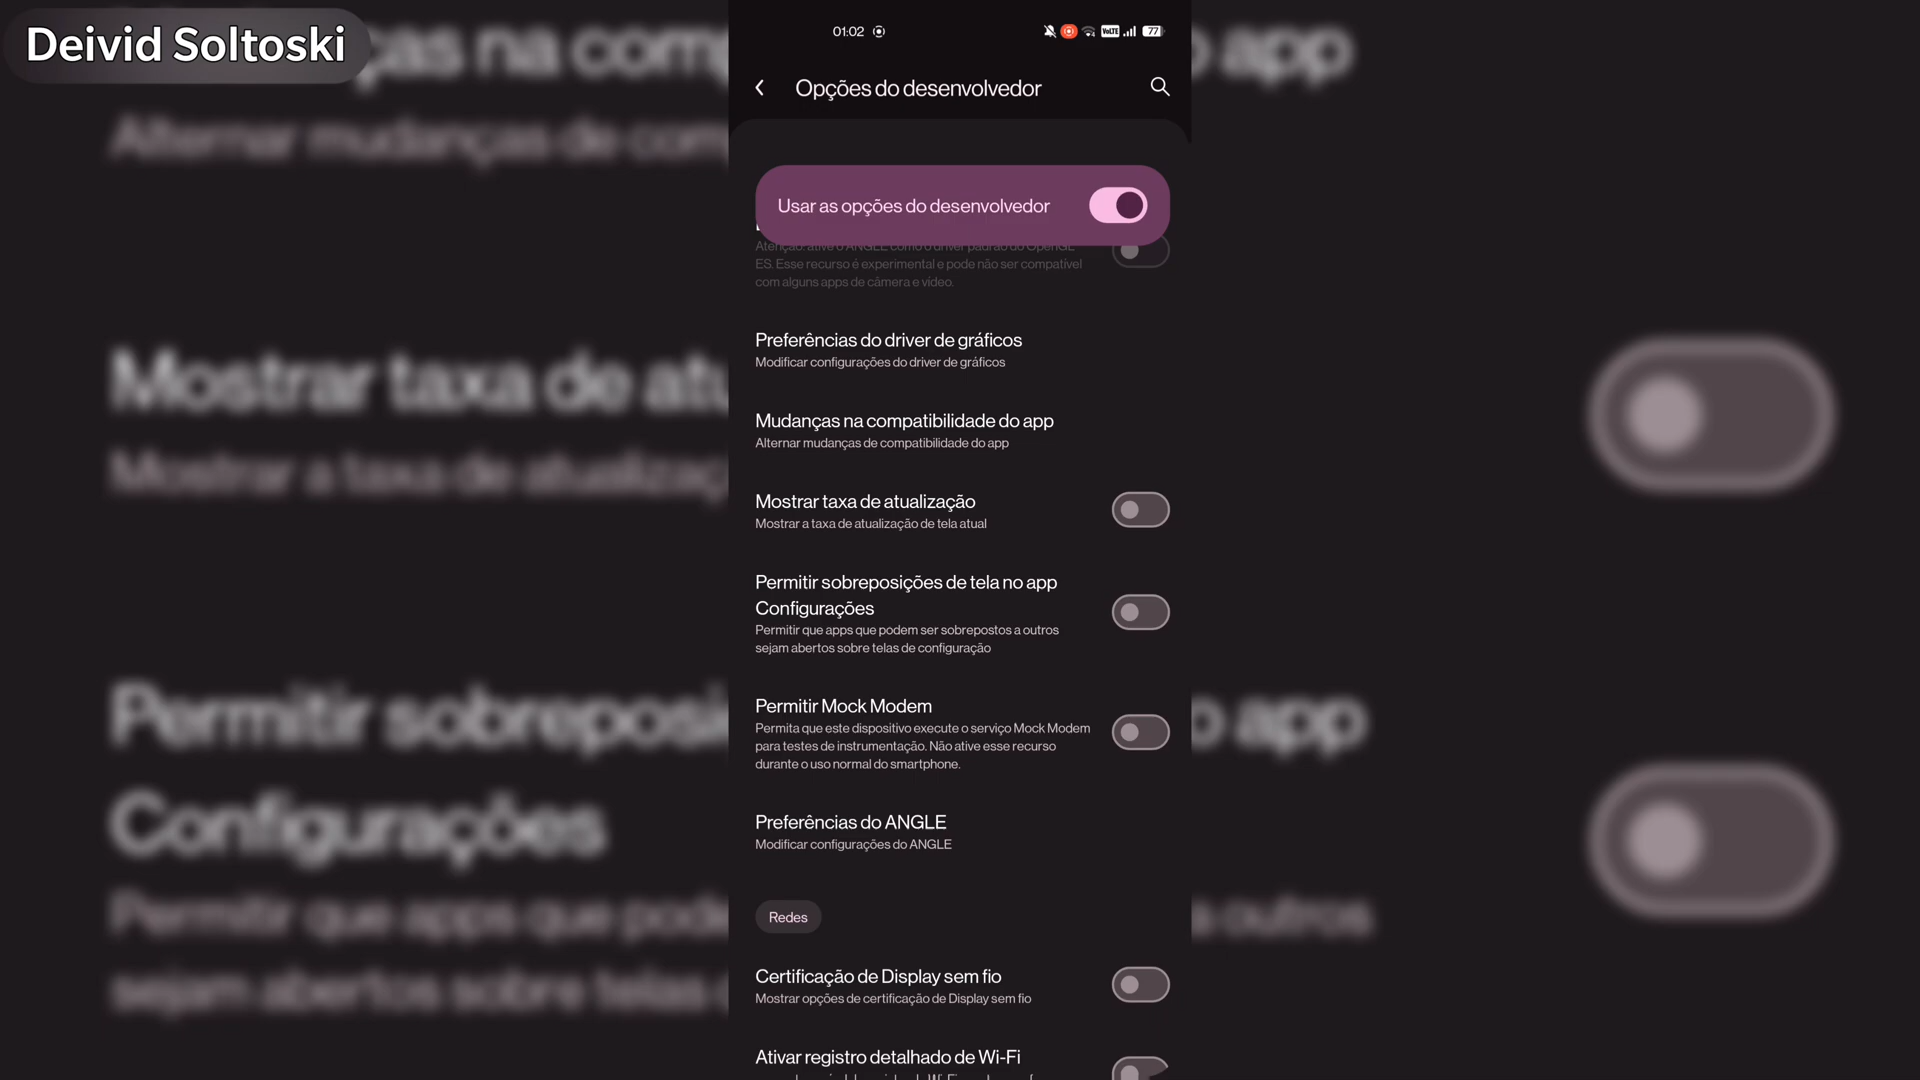 Deivid Soltoski
01:02
VoLTE
77
Opções do desenvolvedor
Usar as opções do desenvolvedor
Atenção: ative o ANGLE como o driver padrão do OpenGL
ES. Esse recurso é experimental e pode não ser compatível
com alguns apps de câmera e vídeo.
Preferências do driver de gráficos
Modificar configurações do driver de gráficos
Mudanças na compatibilidade do app
Alternar mudanças de compatibilidade do app
Mostrar taxa de atualização
Mostrar a taxa de atualização de tela atual
Permitir sobreposições de tela no app
Configurações
Permitir que apps que podem ser sobrepostos a outros
sejam abertos sobre telas de configuração
Permitir Mock Modem
Permita que este dispositivo execute o serviço Mock Modem
para testes de instrumentação. Não ative esse recurso
durante o uso normal do smartphone.
Preferências do ANGLE
Modificar configurações do ANGLE
Redes
Certificação de Display sem fio
Mostrar opções de certificação de Display sem fio
Ativar registro detalhado de Wi-Fi